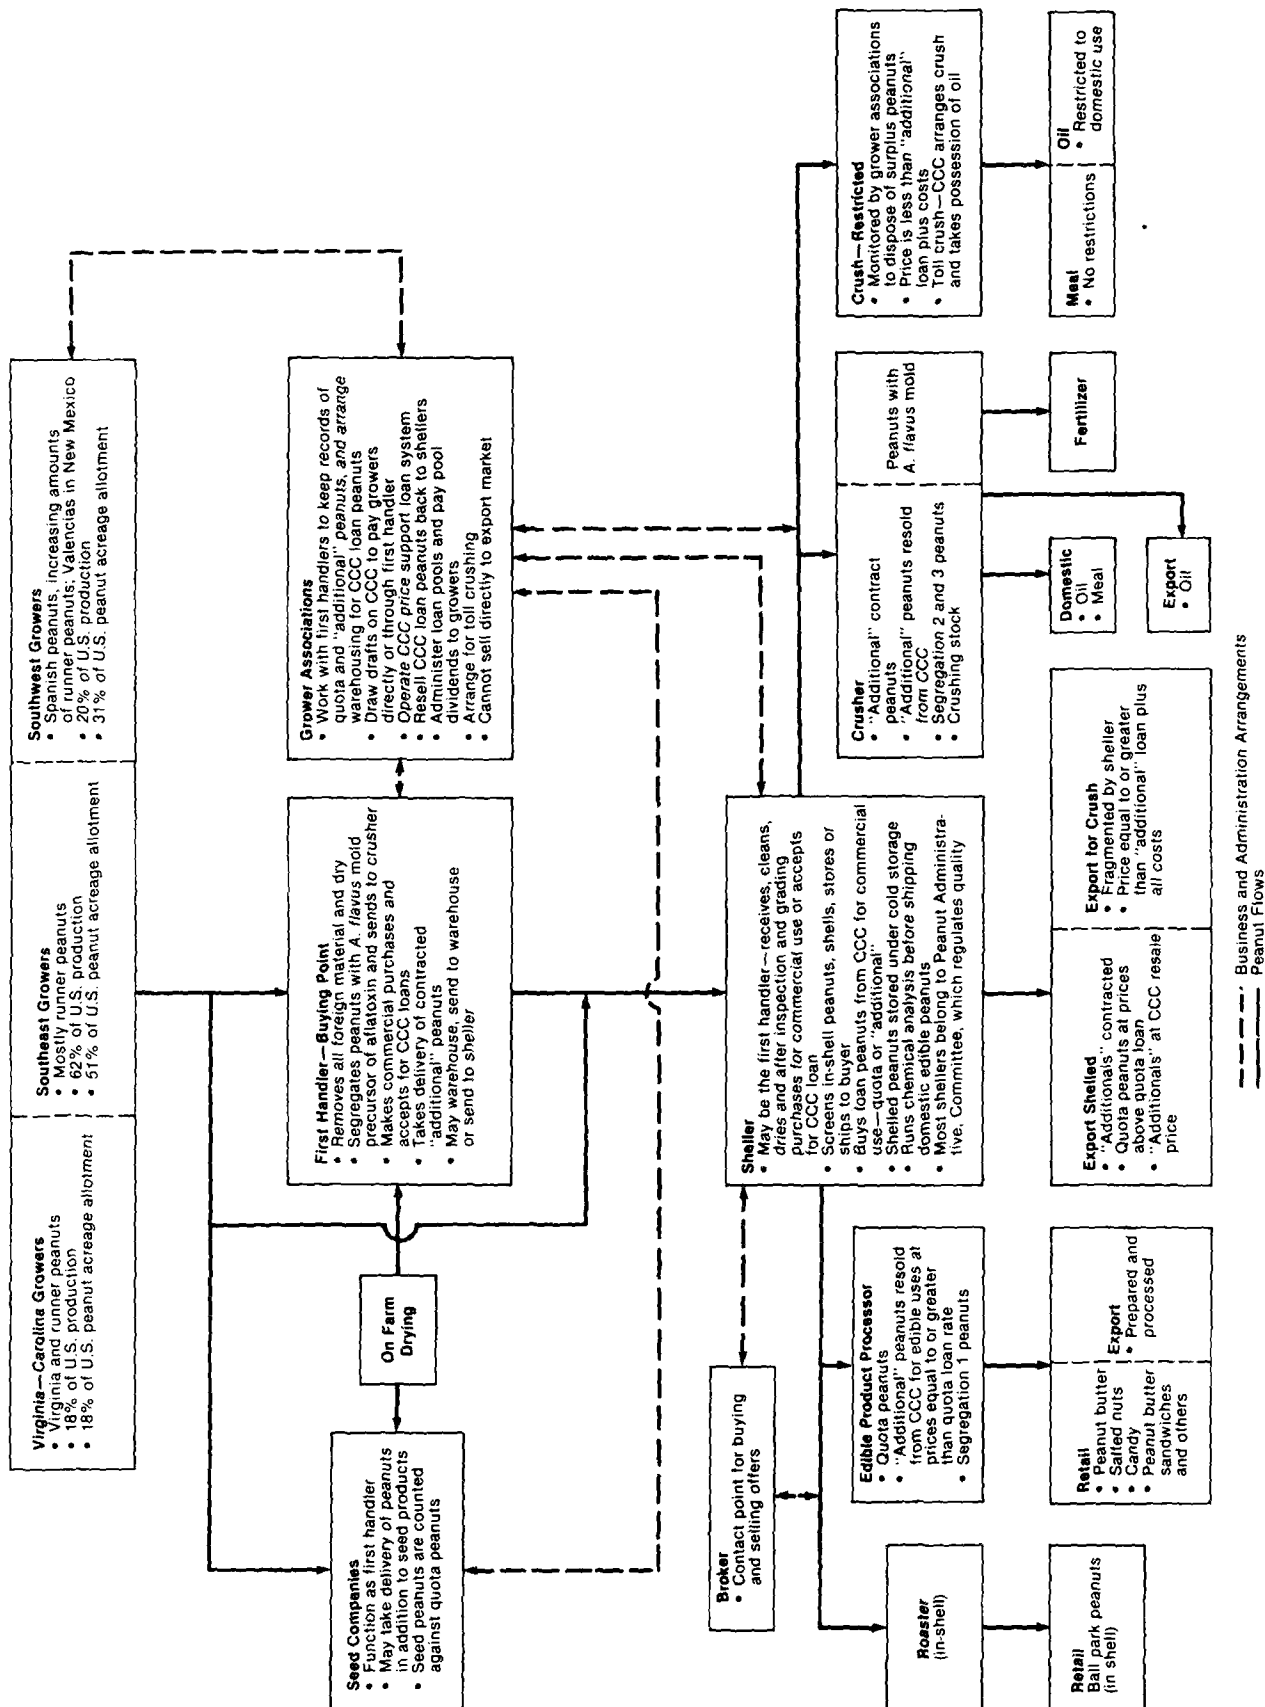 Virginia—Carolina Growers
• Virginia and runner peanuts
• 18% of U.S. production
• 18% of U.S. peanut acreage allotment
Southeast Growers
• Mostly runner peanuts
• 62% of U.S. production
• 51% of U.S. peanut acreage allotment
Southwest Growers
• Spanish peanuts, increasing amounts
of runner peanuts; Valencias in New Mexico
• 20% of U.S. production
• 31% of U.S. peanut acreage allotment
Seed Companies
• Function as first handler
• May take delivery of peanuts
in addition to seed products
• Seed peanuts are counted
against quota peanuts
On Farm
Drying
First Handler—Buying Point
• Removes all foreign material and dry
• Segregates peanuts with A. flavus mold
precursor of aflatoxin and sends to crusher
• Makes commercial purchases and
accepts for CCC loans
• Takes delivery of contracted
"additional" peanuts
• May warehouse, send to warehouse
or send to sheller
Grower Associations
• Work with first handlers to keep records of
quota and "additional" peanuts, and arrange
warehousing for CCC loan peanuts
• Draw drafts on CCC to pay growers
directly or through first handler
• Operate CCC price support loan system
• Resell CCC loan peanuts back to shellers
• Administer loan pools and pay pool
dividends to growers
• Arrange for toll crushing
• Cannot sell directly to export market
Broker
• Contact point for buying
and selling offers
Sheller
• May be the first handler—receives, cleans,
dries and after inspection and grading
purchases for commercial use or accepts
for CCC loan
• Screens in-shell peanuts, shells, stores or
ships to buyer
• Buys loan peanuts from CCC for commercial
use—quota or "additional"
• Shelled peanuts stored under cold storage
• Runs chemical analysis before shipping
domestic edible peanuts
• Most shellers belong to Peanut Administra-
tive, Committee, which regulates quality
Roaster
(in-shell)
Edible Product Processor
• Quota peanuts
• "Additional" peanuts resold
from CCC for edible uses at
prices equal to or greater
than quota loan rate
• Segregation 1 peanuts
Crusher
• "Additional" contract
peanuts
• "Additional" peanuts resold
from CCC
• Segregation 2 and 3 peanuts
• Crushing stock
Peanuts with
A. flavus mold
Crush—Restricted
• Monitored by grower associations
to dispose of surplus peanuts
• Price is less than "additional"
loan plus costs
• Toll crush—CCC arranges crush
and takes possession of oil
Retail
Ball park peanuts
(in shell)
Retail
• Peanut butter
• Salted nuts
• Candy
• Peanut butter
sandwiches
and others
Export
• Prepared and
processed
Export Shelled
• "Additionals" contracted
• Quota peanuts at prices
above quota loan
• "Additionals" at CCC resale
price
Export for Crush
• Fragmented by sheller
• Price equal to or greater
than "additional" loan plus
all costs
Domestic
• Oil
• Meal
Export
• Oil
Fertilizer
Meal
• No restrictions
Oil
• Restricted to
domestic use
Business and Administration Arrangements
Peanut Flows